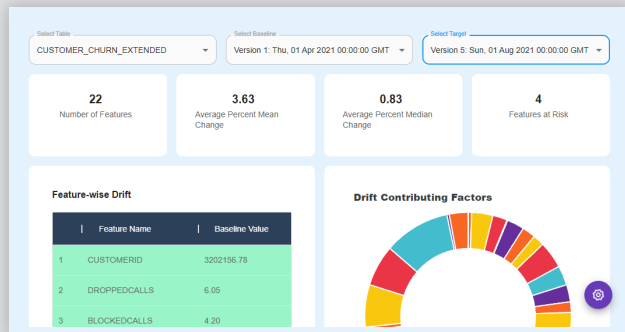 Select Table
Select Baseline
Select Target
CUSTOMER_CHURN_EXTENDED
Version 1: Thu, 01 Apr 2021 00:00:00 GMT
Version 5: Sun, 01 Aug 2021 00:00:00 GMT
22
Number of Features
3.63
Average Percent Mean
Change
0.83
Average Percent Median
Change
4
Features at Risk
Feature-wise Drift
Feature Name
Baseline Value
1 CUSTOMERID 3202156.78
2 DROPPEDCALLS 6.05
3 BLOCKEDCALLS 4.20
Drift Contributing Factors